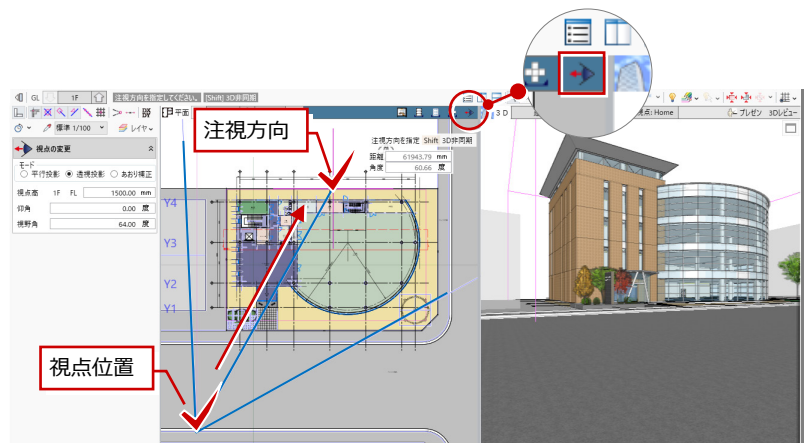 GL
1F
注視方向を指定してください。 [Shift] 3D非同期
標準 1/100
レイヤ
平面
3D
視点: Home
プレゼン
3Dレビュー
視点の変更
モード
平行投影
透視投影
あおり補正
視点高 1F FL 1500.00 mm
仰角 0.00 度
視野角 64.00 度
注視方向
注視方向を指定 Shift 3D非同期
距離 61943.79 mm
角度 60.66 度
Y4
Y3
Y2
Y1
視点位置